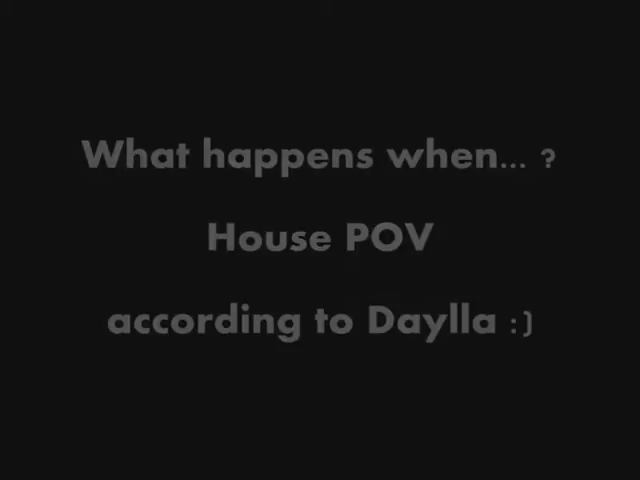 What happens when... ?
House POV
according to Daylla :)